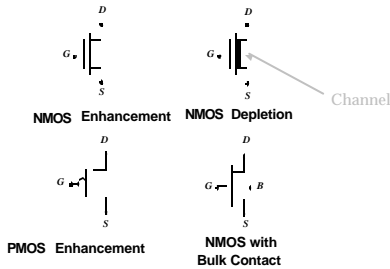 D
D
G
G
S
S
Channel
NMOS Enhancement
NMOS Depletion
D
D
G
G
B
S
S
PMOS Enhancement
NMOS with
Bulk Contact